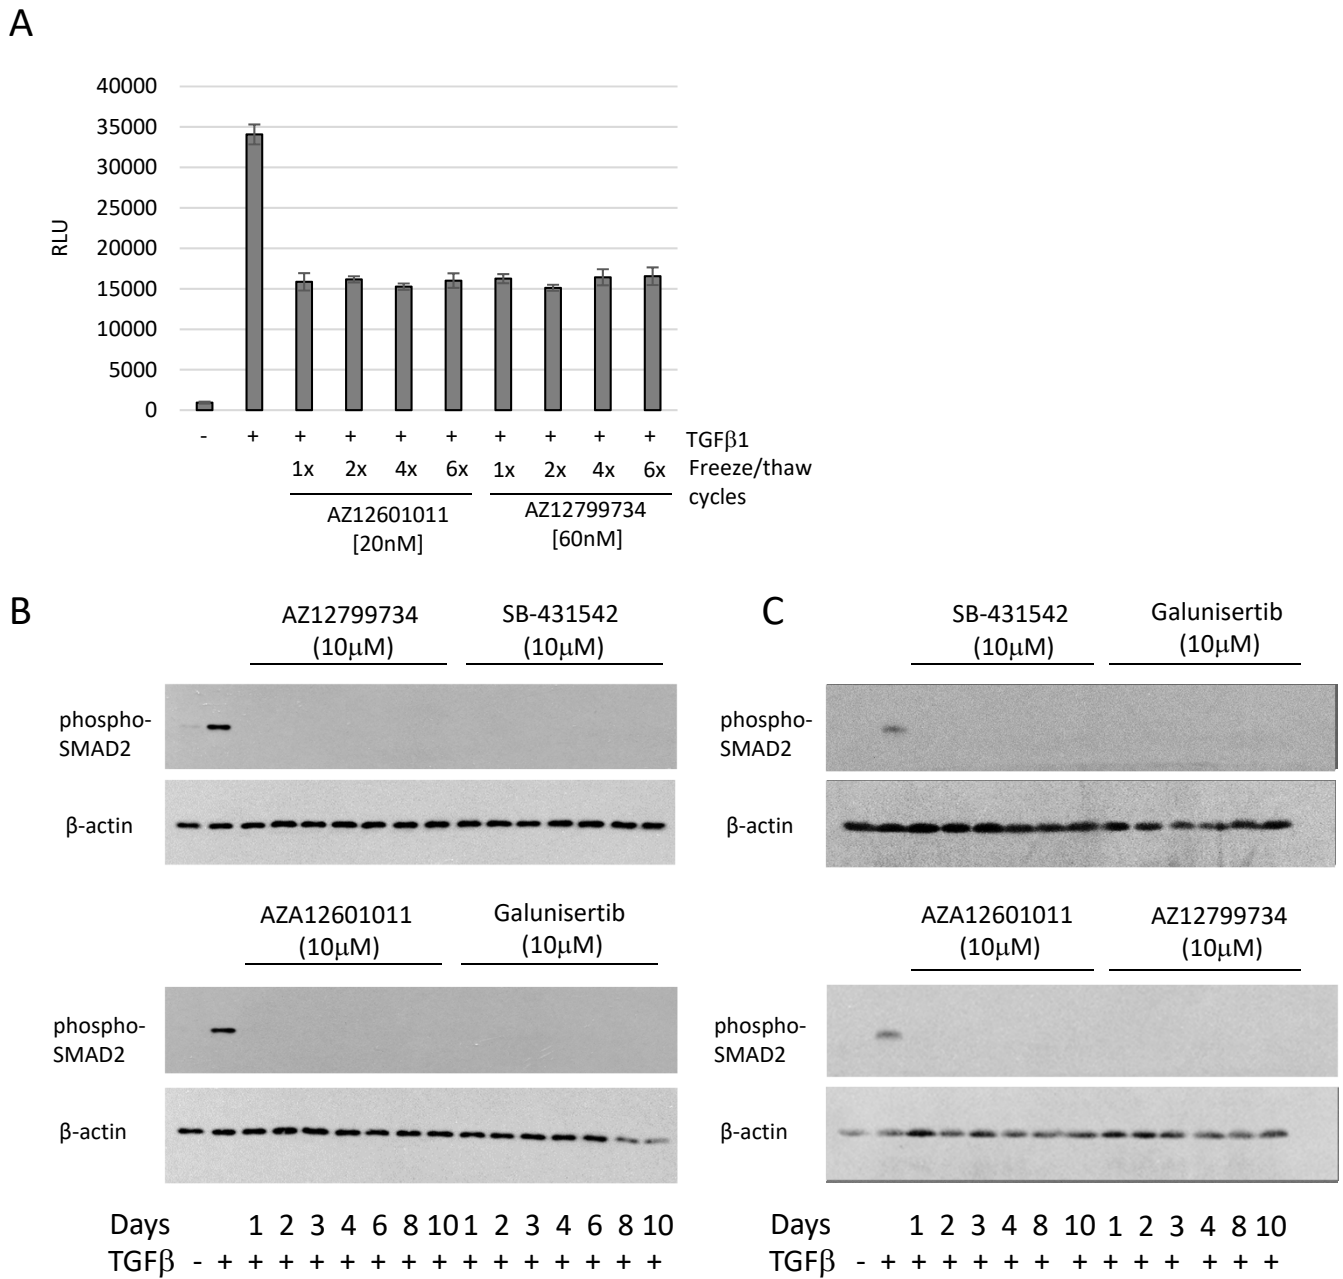 A
40000
35000
30000
25000
20000
15000
10000
5000
0
RLU
- + + + + + + + + + TGFβ1
1x 2x 4x 6x 1x 2x 4x 6x Freeze/thaw
cycles
AZ12601011
[20nM]
AZ12799734
[60nM]
B
AZ12799734
(10μM)
SB-431542
(10μM)
phospho-
SMAD2
β-actin
AZA12601011
(10μM)
Galunisertib
(10μM)
phospho-
SMAD2
β-actin
Days 1 2 3 4 6 8 10 1 2 3 4 6 8 10
TGFβ - + + + + + + + + + + + + + + +
C
SB-431542
(10μM)
Galunisertib
(10μM)
phospho-
SMAD2
β-actin
AZA12601011
(10μM)
AZ12799734
(10μM)
phospho-
SMAD2
β-actin
Days 1 2 3 4 8 10 1 2 3 4 8 10
TGFβ - + + + + + + + + + + + + +